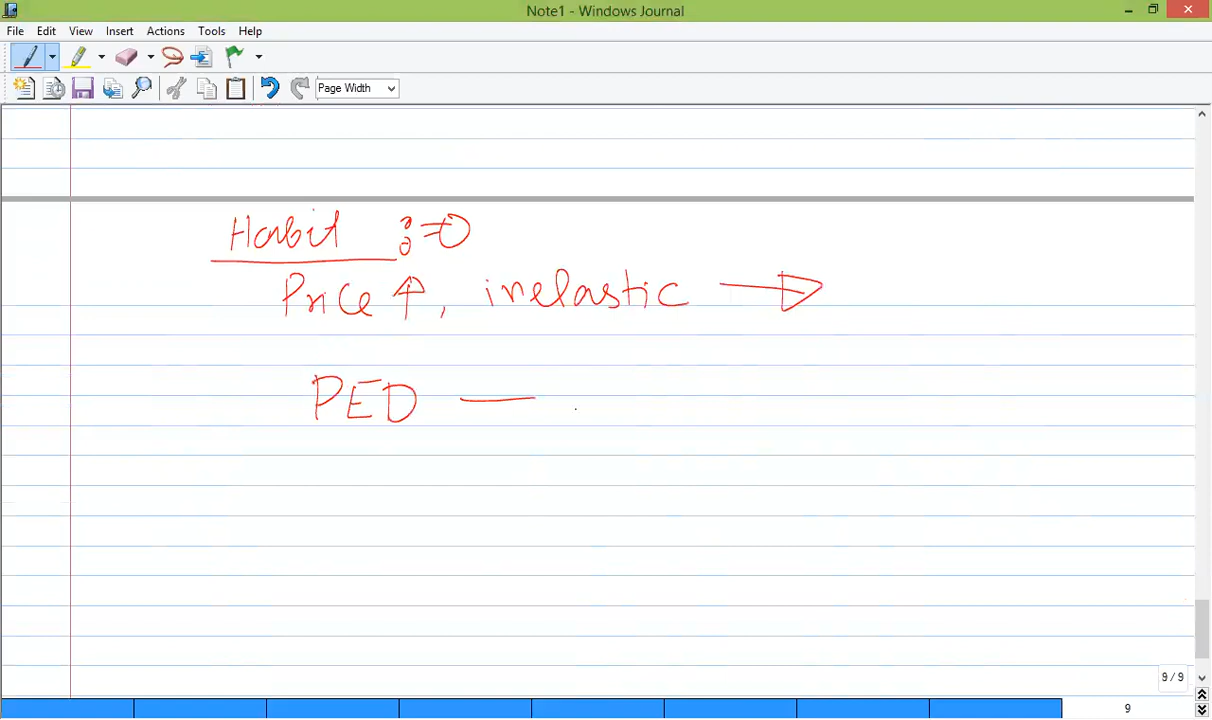 Note1 - Windows Journal
File Edit View Insert Actions Tools Help
Page Width
Habit :⇒
Price ↑, inelastic →
PED —
9 / 9
9